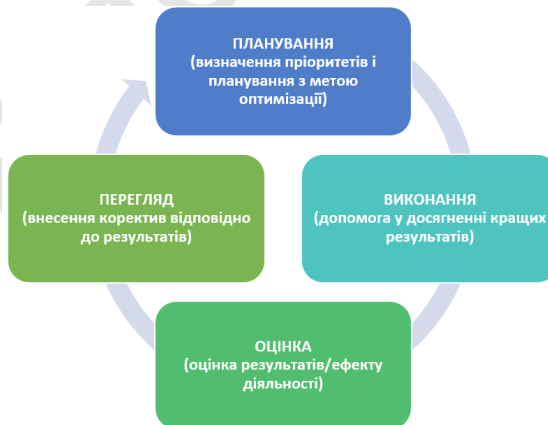 ПЛАНУВАННЯ
(визначення пріоритетів і
планування з метою
оптимізації)
ПЕРЕГЛЯД
(внесення коректив відповідно
до результатів)
ВИКОНАННЯ
(допомога у досягненні кращих
результатів)
ОЦІНКА
(оцінка результатів/ефекту
діяльності)